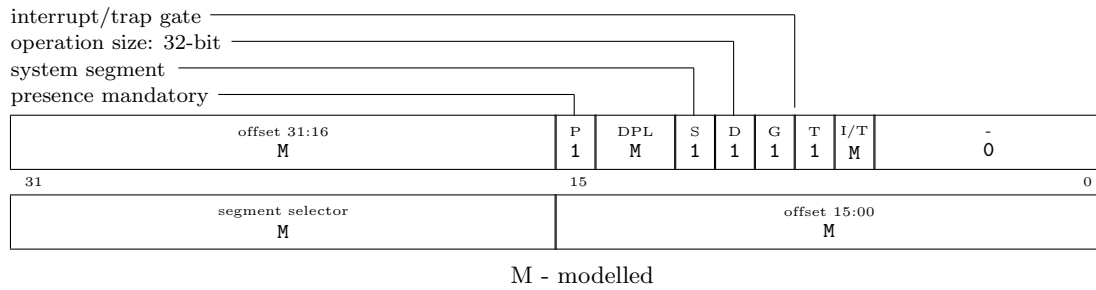 interrupt/trap gate
operation size: 32-bit
system segment
presence mandatory
offset 31:16 P DPL S D G T I/T -
M 1 M 1 1 1 1 M 0
31 15 0
segment selector offset 15:00
M M
M - modelled